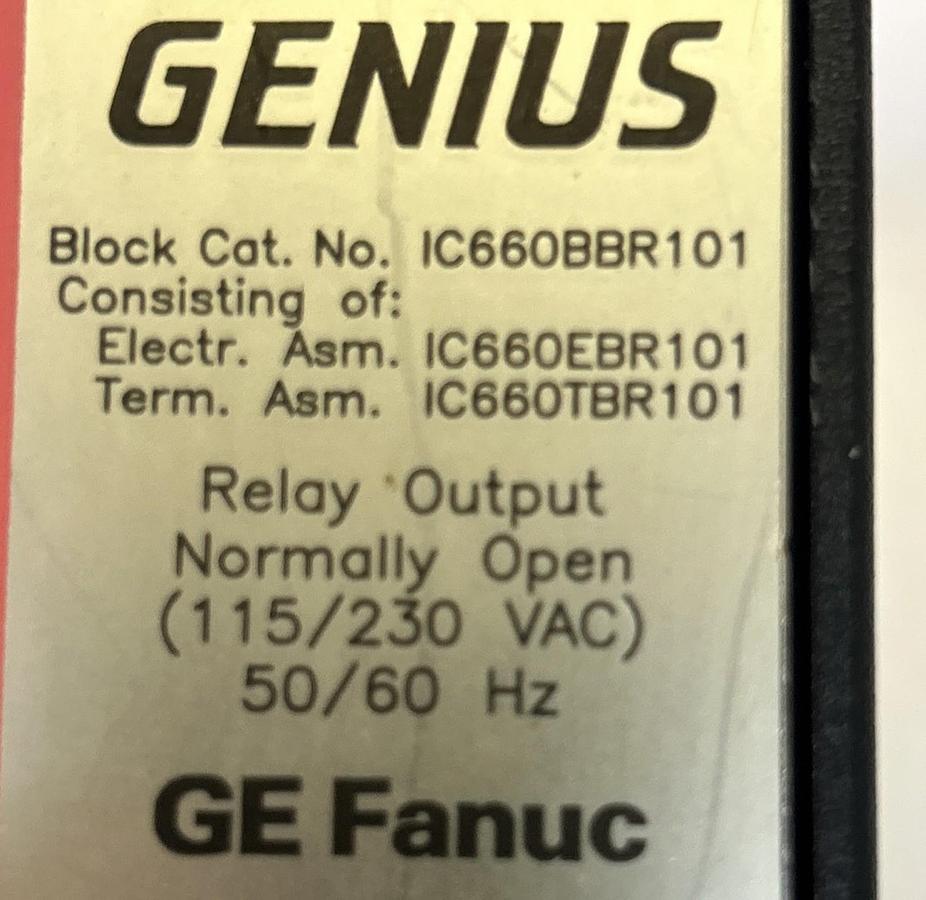 GENIUS
Block Cat. No. IC660BBR101
Consisting of:
Electr. Asm. IC660EBR101
Term. Asm. IC660TBR101
Relay Output
Normally Open
(115/230 VAC)
50/60 Hz
GE Fanuc